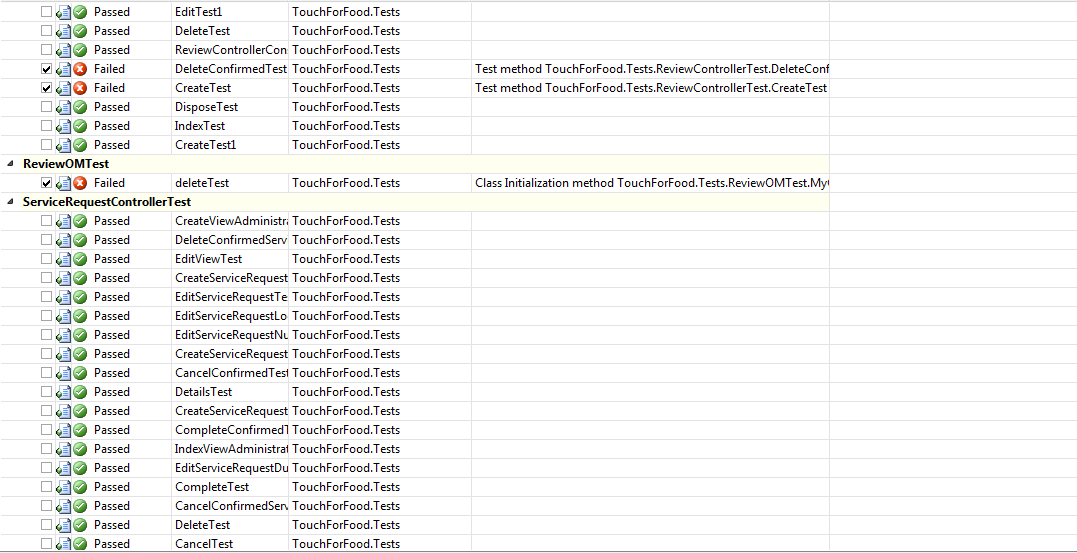 Passed EditTest1 TouchForFood.Tests
Passed DeleteTest TouchForFood.Tests
Passed ReviewControllerCon TouchForFood.Tests
Failed DeleteConfirmedTest TouchForFood.Tests Test method TouchForFood.Tests.ReviewControllerTest.DeleteConf
Failed CreateTest TouchForFood.Tests Test method TouchForFood.Tests.ReviewControllerTest.CreateTest
Passed DisposeTest TouchForFood.Tests
Passed IndexTest TouchForFood.Tests
Passed CreateTest1 TouchForFood.Tests
ReviewOMTest
Failed deleteTest TouchForFood.Tests Class Initialization method TouchForFood.Tests.ReviewOMTest.My
ServiceRequestControllerTest
Passed CreateViewAdministra TouchForFood.Tests
Passed DeleteConfirmedServ TouchForFood.Tests
Passed EditViewTest TouchForFood.Tests
Passed CreateServiceRequest TouchForFood.Tests
Passed EditServiceRequestTe TouchForFood.Tests
Passed EditServiceRequestLo TouchForFood.Tests
Passed EditServiceRequestNu TouchForFood.Tests
Passed CreateServiceRequest TouchForFood.Tests
Passed CancelConfirmedTest TouchForFood.Tests
Passed DetailsTest TouchForFood.Tests
Passed CreateServiceRequest TouchForFood.Tests
Passed CompleteConfirmedT TouchForFood.Tests
Passed IndexViewAdministrat TouchForFood.Tests
Passed EditServiceRequestDu TouchForFood.Tests
Passed CompleteTest TouchForFood.Tests
Passed CancelConfirmedServ TouchForFood.Tests
Passed DeleteTest TouchForFood.Tests
Passed CancelTest TouchForFood.Tests